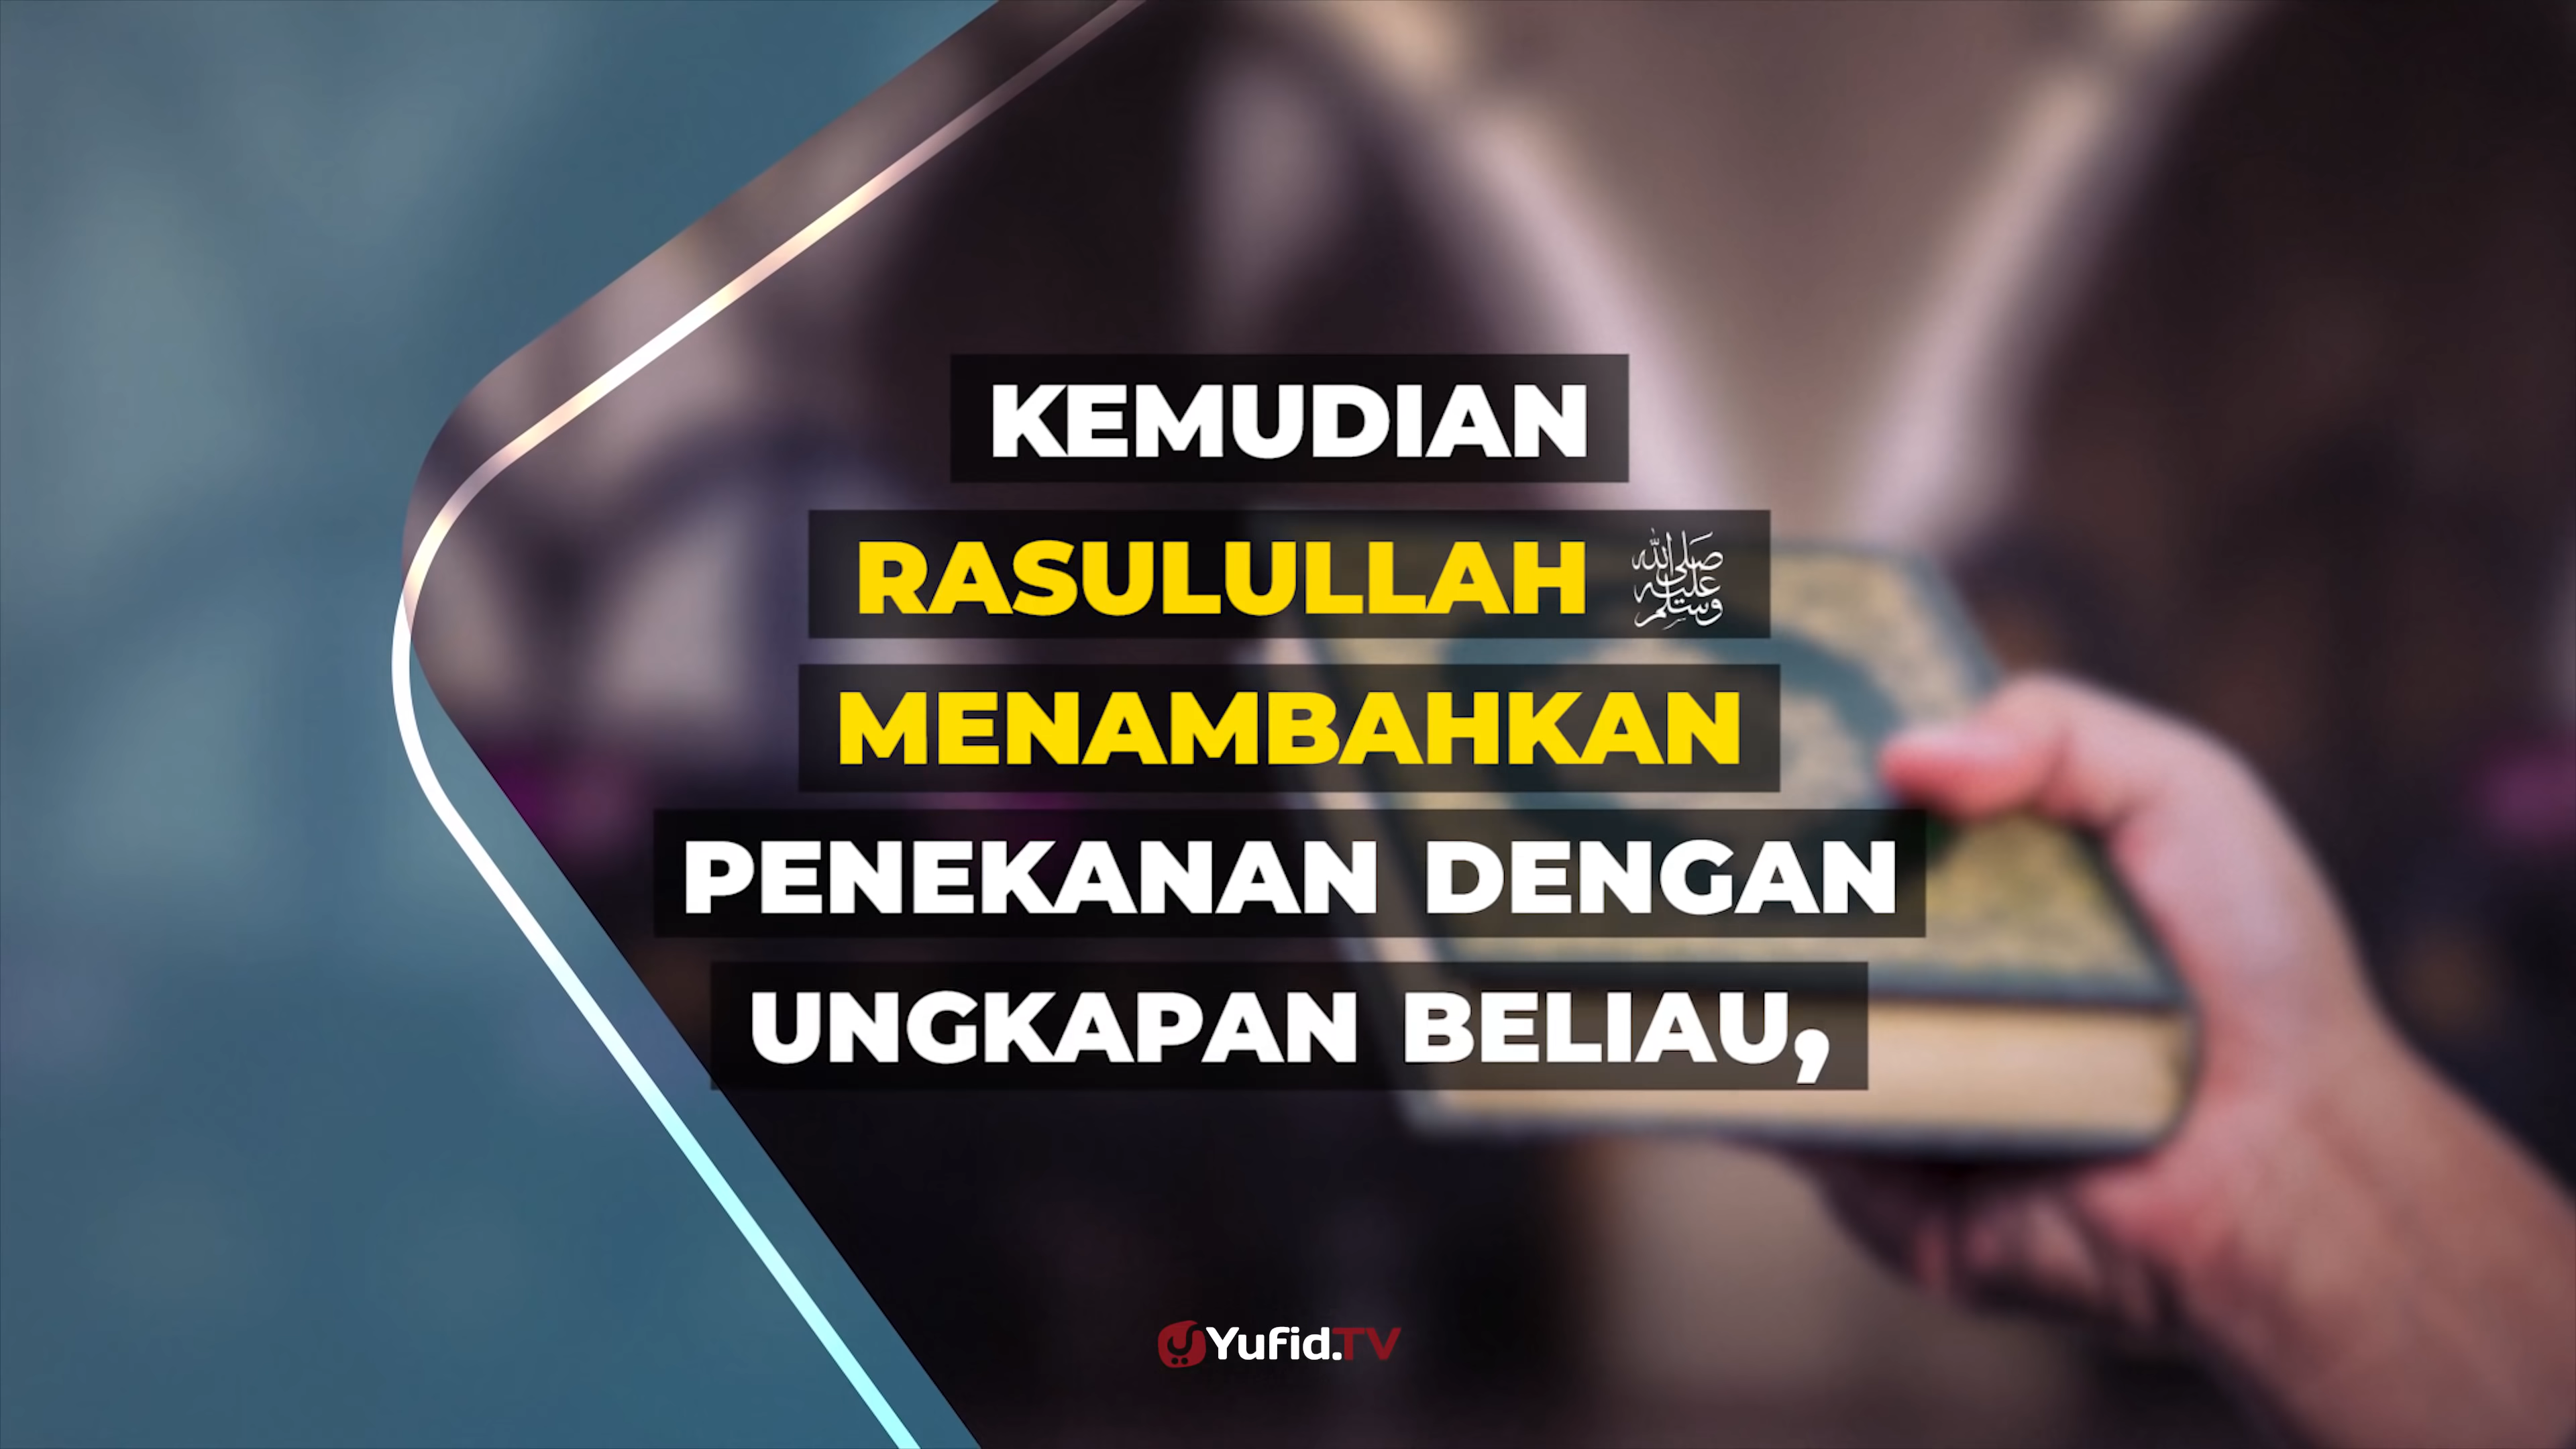 KEMUDIAN
RASULULLAH ﷺ
MENAMBAHKAN
PENEKANAN DENGAN
UNGKAPAN BELIAU,
Yufid.TV